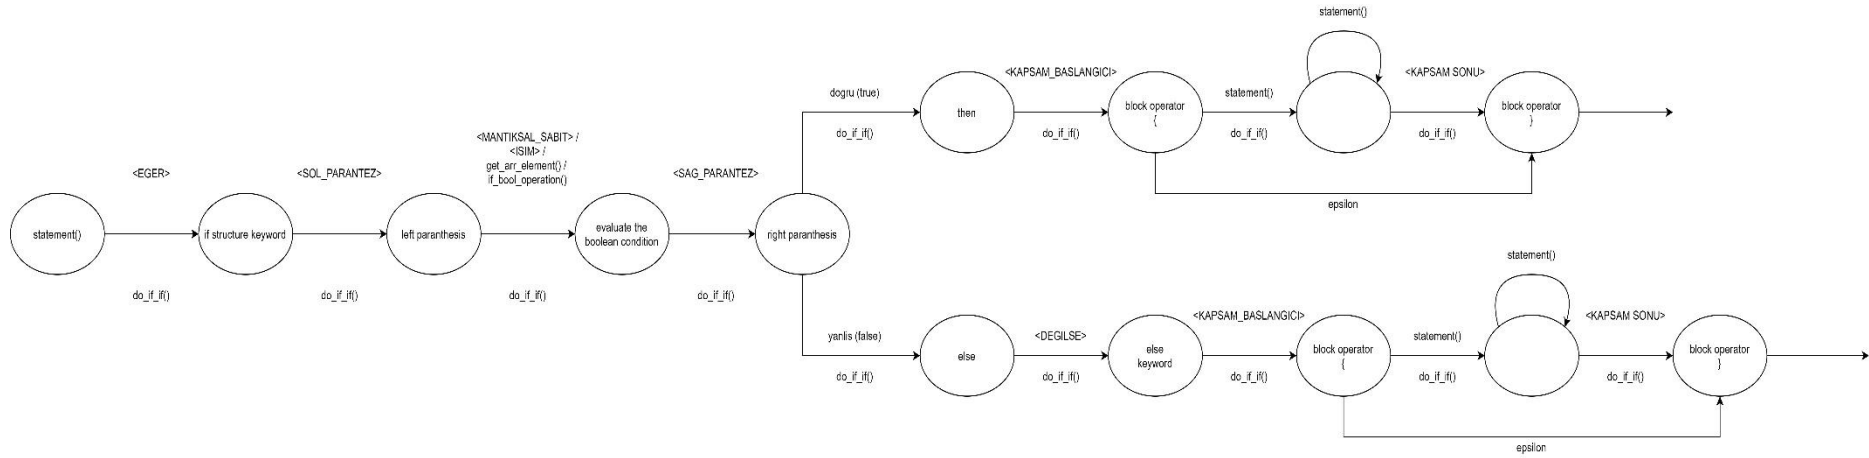 statement()
<KAPSAM_BASLANGICI>
<KAPSAM SONU>
dogru (true)
statement()
then
block operator
{
block operator
}
do_if_if()
do_if_if()
do_if_if()
do_if_if()
epsilon
<MANTIKSAL_SABIT> /
<ISIM> /
get_arr_element() /
if_bool_operation()
<EGER>
<SOL_PARANTEZ>
<SAG_PARANTEZ>
statement()
if structure keyword
left paranthesis
evaluate the
boolean condition
right paranthesis
do_if_if()
do_if_if()
do_if_if()
do_if_if()
statement()
<KAPSAM_BASLANGICI>
<KAPSAM SONU>
yanlis (false)
<DEGILSE>
statement()
else
else
keyword
block operator
{
block operator
}
do_if_if()
do_if_if()
do_if_if()
do_if_if()
do_if_if()
epsilon